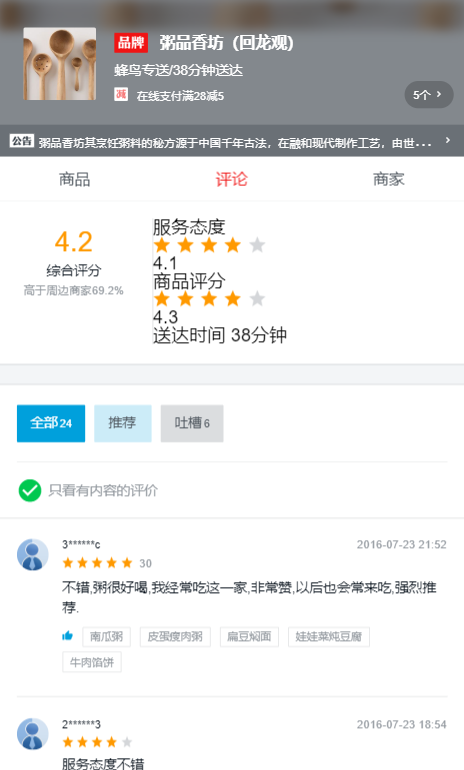 品牌 粥品香坊（回龙观）
蜂鸟专送/38分钟送达
减 在线支付满28减5
5个 >
公告 粥品香坊其烹饪粥料的秘方源于中国千年古法，在融和现代制作工艺，由世... >
商品 评论 商家
4.2
综合评分
高于周边商家69.2%
服务态度
4.1
商品评分
4.3
送达时间 38分钟
全部 24 推荐 吐槽 6
只看有内容的评价
3******c 2016-07-23 21:52
30
不错,粥很好喝,我经常吃这一家,非常赞,以后也会常来吃,强烈推
荐.
南瓜粥 皮蛋瘦肉粥 扁豆焖面 娃娃菜炖豆腐
牛肉馅饼
2******3 2016-07-23 18:54
服务态度不错